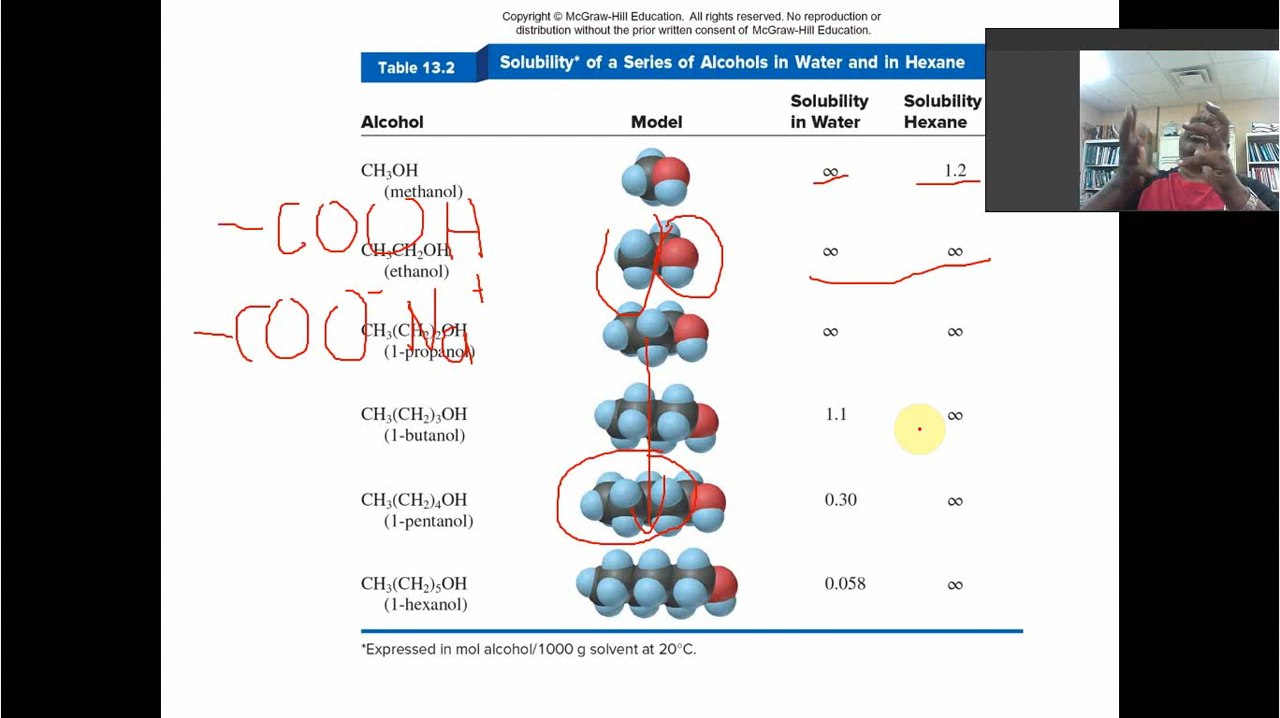 Copyright © McGraw-Hill Education. All rights reserved. No reproduction or
distribution without the prior written consent of McGraw-Hill Education.
Table 13.2 Solubility* of a Series of Alcohols in Water and in Hexane
Alcohol Model Solubility in Water Solubility Hexane
CH₃OH ∞ 1.2
(methanol)
–COOH
CH₃CH₂OH ∞ ∞
(ethanol)
–COO⁻Na⁺
CH₃(CH₂)₂OH ∞ ∞
(1-propanol)
CH₃(CH₂)₃OH 1.1 ∞
(1-butanol)
CH₃(CH₂)₄OH 0.30 ∞
(1-pentanol)
CH₃(CH₂)₅OH 0.058 ∞
(1-hexanol)
*Expressed in mol alcohol/1000 g solvent at 20°C.